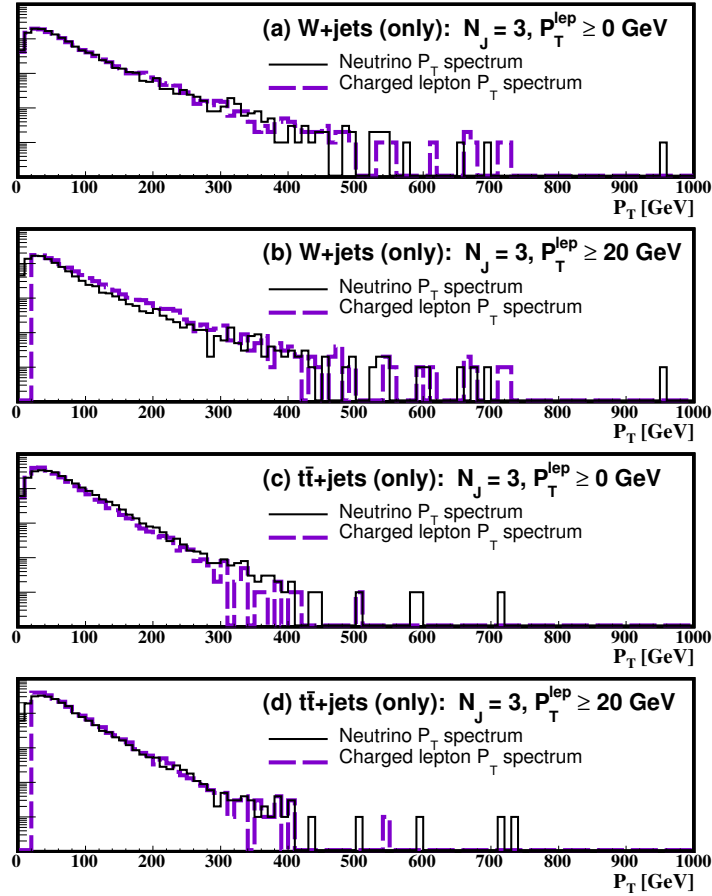 (a) W+jets (only): N_J = 3, P_T^lep ≥ 0 GeV
Neutrino P_T spectrum
Charged lepton P_T spectrum
0 100 200 300 400 500 600 700 800 900 1000
P_T [GeV]
(b) W+jets (only): N_J = 3, P_T^lep ≥ 20 GeV
Neutrino P_T spectrum
Charged lepton P_T spectrum
0 100 200 300 400 500 600 700 800 900 1000
P_T [GeV]
(c) tt̄+jets (only): N_J = 3, P_T^lep ≥ 0 GeV
Neutrino P_T spectrum
Charged lepton P_T spectrum
0 100 200 300 400 500 600 700 800 900 1000
P_T [GeV]
(d) tt̄+jets (only): N_J = 3, P_T^lep ≥ 20 GeV
Neutrino P_T spectrum
Charged lepton P_T spectrum
0 100 200 300 400 500 600 700 800 900 1000
P_T [GeV]